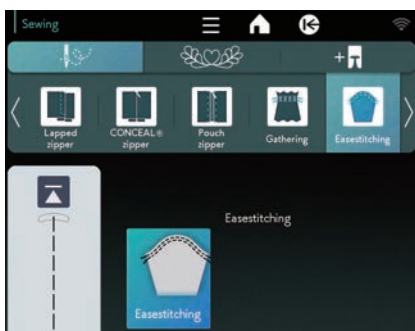 Sewing
Lapped
zipper
CONCEAL®
zipper
Pouch
zipper
Gathering
Easestitching
Easestitching
Easestitching